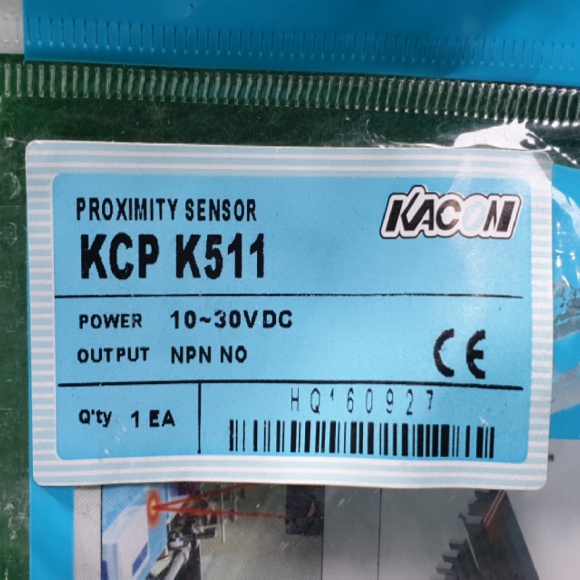 PROXIMITY SENSOR
KACON
KCP K511
POWER 10~30VDC
OUTPUT NPN NO
CE
Q'ty 1 EA
HQ160927